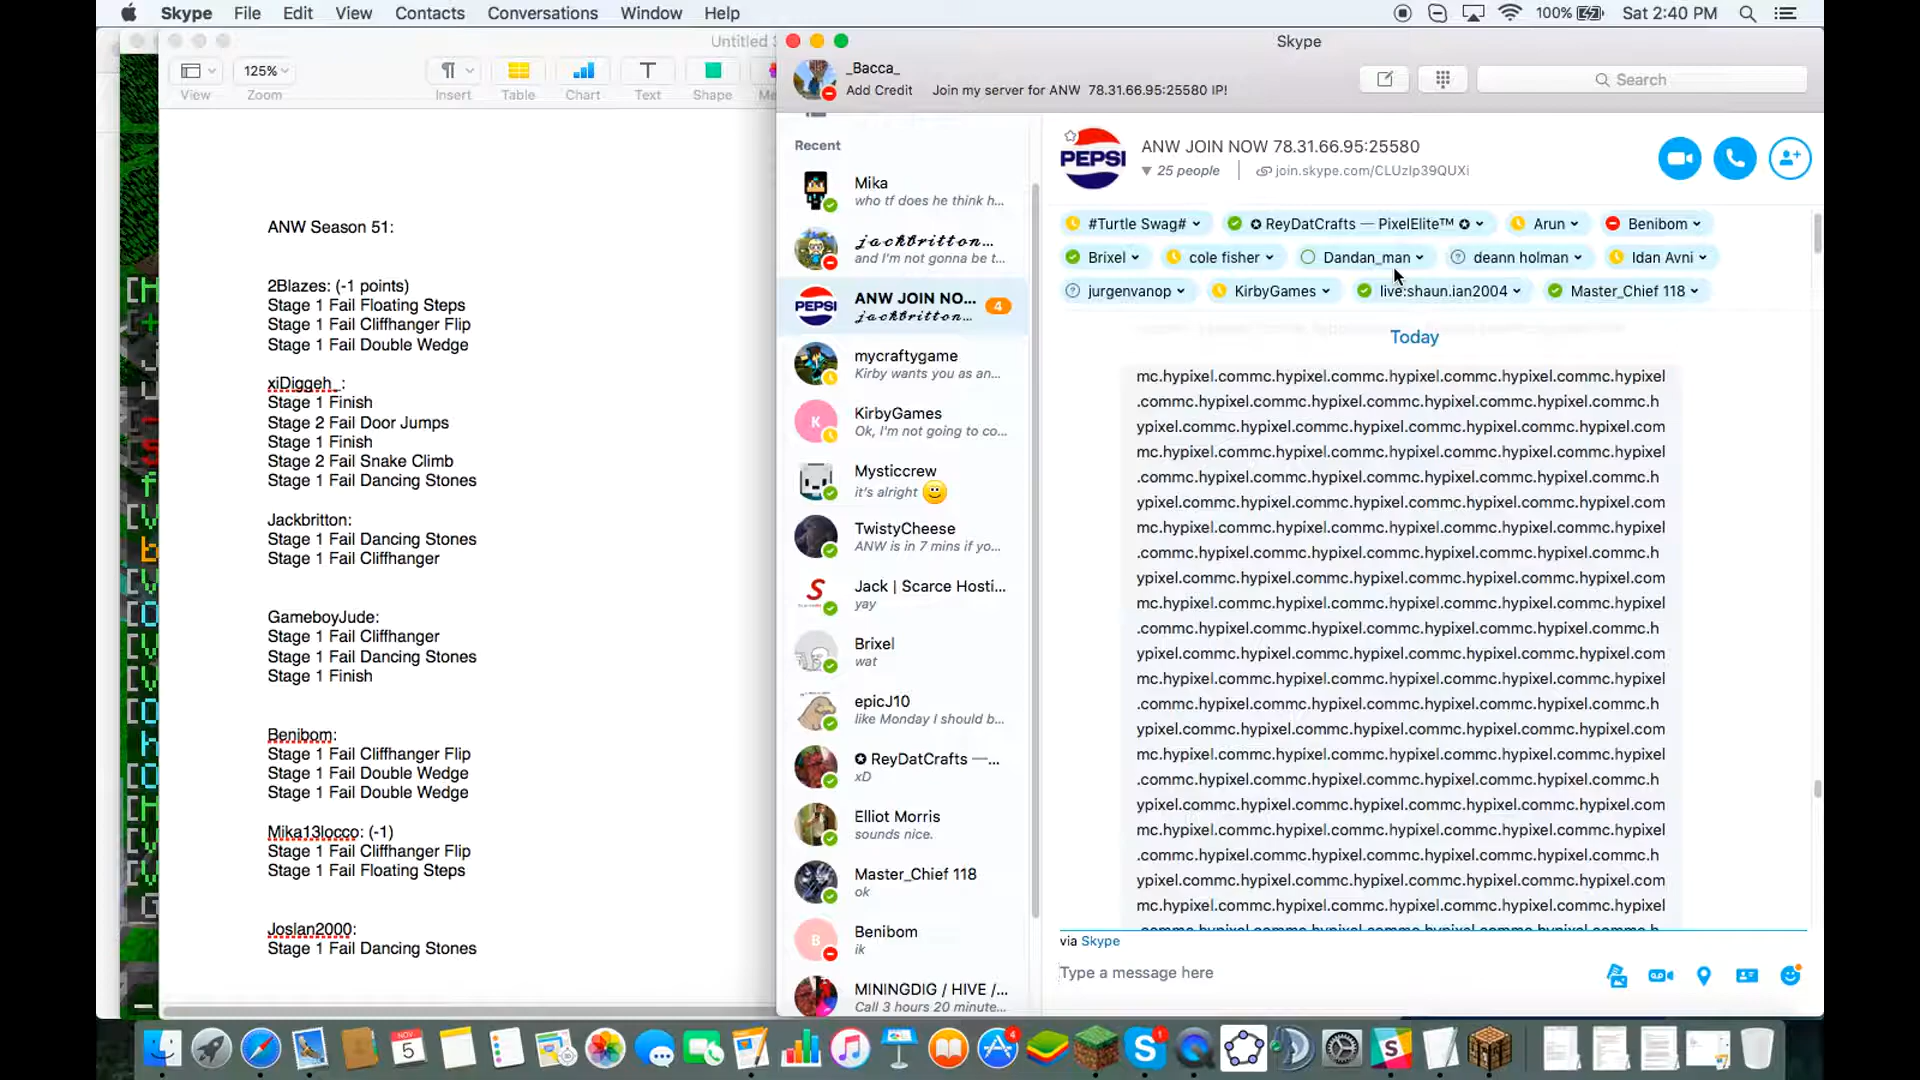 Skype File Edit View Contacts Conversations Window Help
100% Sat 2:40 PM
Untitled
125%
View Zoom Insert Table Chart Text Shape
ANW Season 51:
2Blazes: (-1 points)
Stage 1 Fail Floating Steps
Stage 1 Fail Cliffhanger Flip
Stage 1 Fail Double Wedge
xiDiggeh_:
Stage 1 Finish
Stage 2 Fail Door Jumps
Stage 1 Finish
Stage 2 Fail Snake Climb
Stage 1 Fail Dancing Stones
Jackbritton:
Stage 1 Fail Dancing Stones
Stage 1 Fail Cliffhanger
GameboyJude:
Stage 1 Fail Cliffhanger
Stage 1 Fail Dancing Stones
Stage 1 Finish
Benibom:
Stage 1 Fail Cliffhanger Flip
Stage 1 Fail Double Wedge
Stage 1 Fail Double Wedge
Mika13locco: (-1)
Stage 1 Fail Cliffhanger Flip
Stage 1 Fail Floating Steps
Joslan2000:
Stage 1 Fail Dancing Stones
Skype
_Bacca_
Add Credit Join my server for ANW 78.31.66.95:25580 IP!
Search
Recent
Mika
who tf does he think h...
jackbritton...
and I'm not gonna be t...
ANW JOIN NO...
jackbritton...
4
mycraftygame
Kirby wants you as an...
K
KirbyGames
Ok, I'm not going to co...
Mysticcrew
it's alright
TwistyCheese
ANW is in 7 mins if yo...
Jack | Scarce Hosti...
yay
Brixel
wat
epicJ10
like Monday I should b...
✪ ReyDatCrafts —...
xD
Elliot Morris
sounds nice.
Master_Chief 118
ok
B
Benibom
ik
MININGDIG / HIVE /...
Call 3 hours 20 minute...
PEPSI
ANW JOIN NOW 78.31.66.95:25580
25 people join.skype.com/CLUzIp39QUXi
#Turtle Swag# ✪ ReyDatCrafts — PixelElite™ ✪ Arun Benibom
Brixel cole fisher Dandan_man deann holman Idan Avni
jurgenvanop KirbyGames live:shaun.ian2004 Master_Chief 118
Today
mc.hypixel.commc.hypixel.commc.hypixel.commc.hypixel.commc.hypixel
.commc.hypixel.commc.hypixel.commc.hypixel.commc.hypixel.commc.h
ypixel.commc.hypixel.commc.hypixel.commc.hypixel.commc.hypixel.com
mc.hypixel.commc.hypixel.commc.hypixel.commc.hypixel.commc.hypixel
.commc.hypixel.commc.hypixel.commc.hypixel.commc.hypixel.commc.h
ypixel.commc.hypixel.commc.hypixel.commc.hypixel.commc.hypixel.com
mc.hypixel.commc.hypixel.commc.hypixel.commc.hypixel.commc.hypixel
.commc.hypixel.commc.hypixel.commc.hypixel.commc.hypixel.commc.h
ypixel.commc.hypixel.commc.hypixel.commc.hypixel.commc.hypixel.com
mc.hypixel.commc.hypixel.commc.hypixel.commc.hypixel.commc.hypixel
.commc.hypixel.commc.hypixel.commc.hypixel.commc.hypixel.commc.h
ypixel.commc.hypixel.commc.hypixel.commc.hypixel.commc.hypixel.com
mc.hypixel.commc.hypixel.commc.hypixel.commc.hypixel.commc.hypixel
.commc.hypixel.commc.hypixel.commc.hypixel.commc.hypixel.commc.h
ypixel.commc.hypixel.commc.hypixel.commc.hypixel.commc.hypixel.com
mc.hypixel.commc.hypixel.commc.hypixel.commc.hypixel.commc.hypixel
.commc.hypixel.commc.hypixel.commc.hypixel.commc.hypixel.commc.h
ypixel.commc.hypixel.commc.hypixel.commc.hypixel.commc.hypixel.com
mc.hypixel.commc.hypixel.commc.hypixel.commc.hypixel.commc.hypixel
.commc.hypixel.commc.hypixel.commc.hypixel.commc.hypixel.commc.h
ypixel.commc.hypixel.commc.hypixel.commc.hypixel.commc.hypixel.com
mc.hypixel.commc.hypixel.commc.hypixel.commc.hypixel.commc.hypixel
via Skype
Type a message here
NOV. 5
4
1